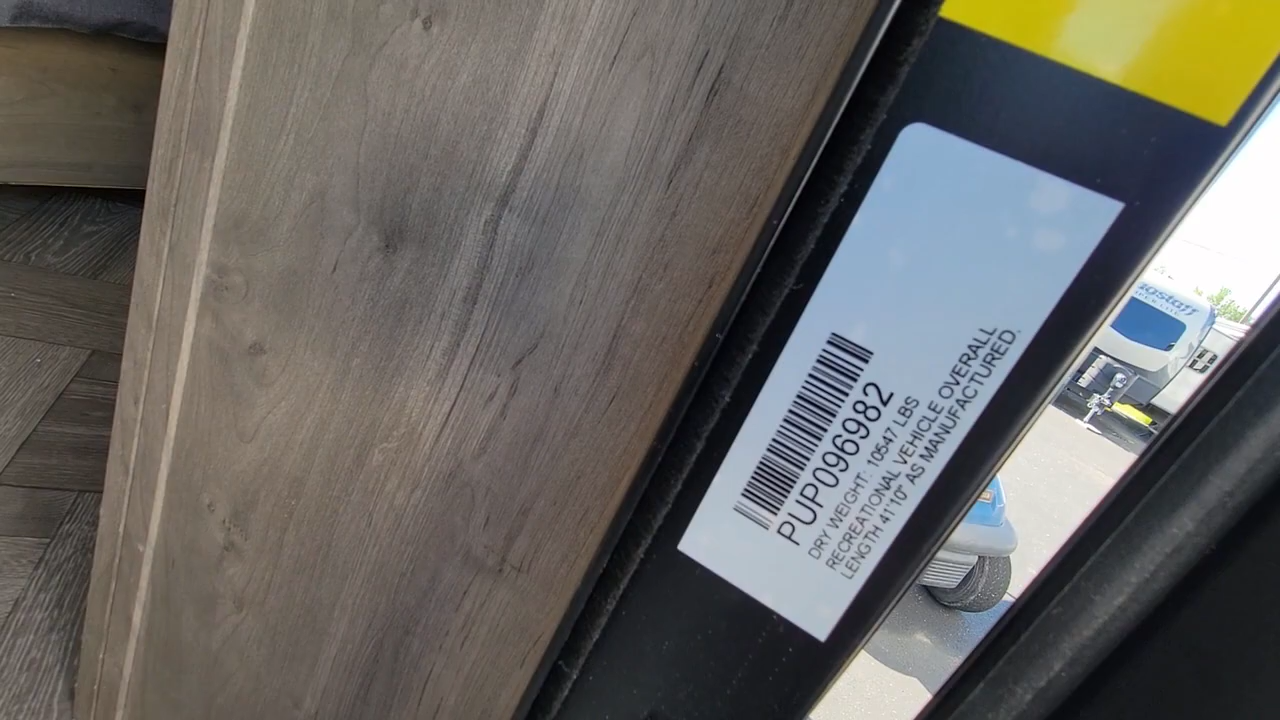 PUP096982
DRY WEIGHT: 10547 LBS
RECREATIONAL VEHICLE OVERALL
LENGTH 41'10" AS MANUFACTURED.